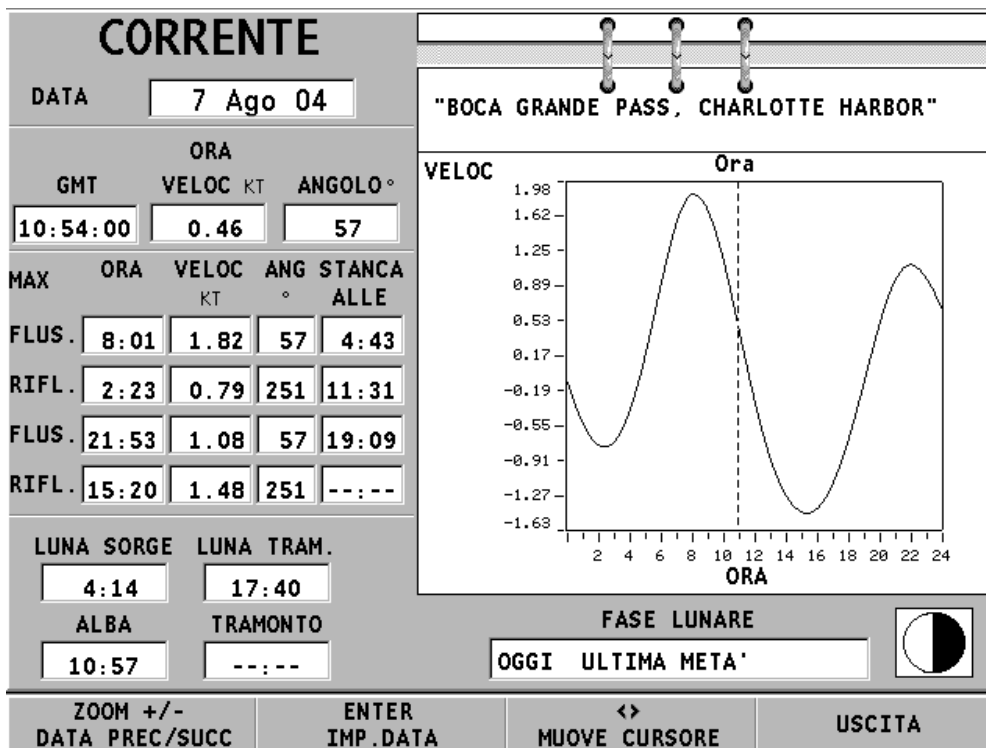 CORRENTE
DATA 7 Ago 04
ORA
GMT VELOC KT ANGOLO°
10:54:00 0.46 57
MAX ORA VELOC KT ANG ° STANCA ALLE
FLUS. 8:01 1.82 57 4:43
RIFL. 2:23 0.79 251 11:31
FLUS. 21:53 1.08 57 19:09
RIFL. 15:20 1.48 251 --:--
LUNA SORGE LUNA TRAM.
4:14 17:40
ALBA TRAMONTO
10:57 --:--
"BOCA GRANDE PASS, CHARLOTTE HARBOR"
VELOC Ora
1.98
1.62
1.25
0.89
0.53
0.17
-0.19
-0.55
-0.91
-1.27
-1.63
2 4 6 8 10 12 14 16 18 20 22 24
ORA
FASE LUNARE
OGGI ULTIMA META'
ZOOM +/- ENTER <> USCITA
DATA PREC/SUCC IMP.DATA MUOVE CURSORE